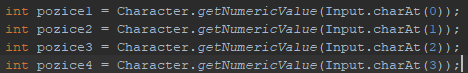 int pozice1 = Character.getNumericValue(Input.charAt(0));
int pozice2 = Character.getNumericValue(Input.charAt(1));
int pozice3 = Character.getNumericValue(Input.charAt(2));
int pozice4 = Character.getNumericValue(Input.charAt(3));